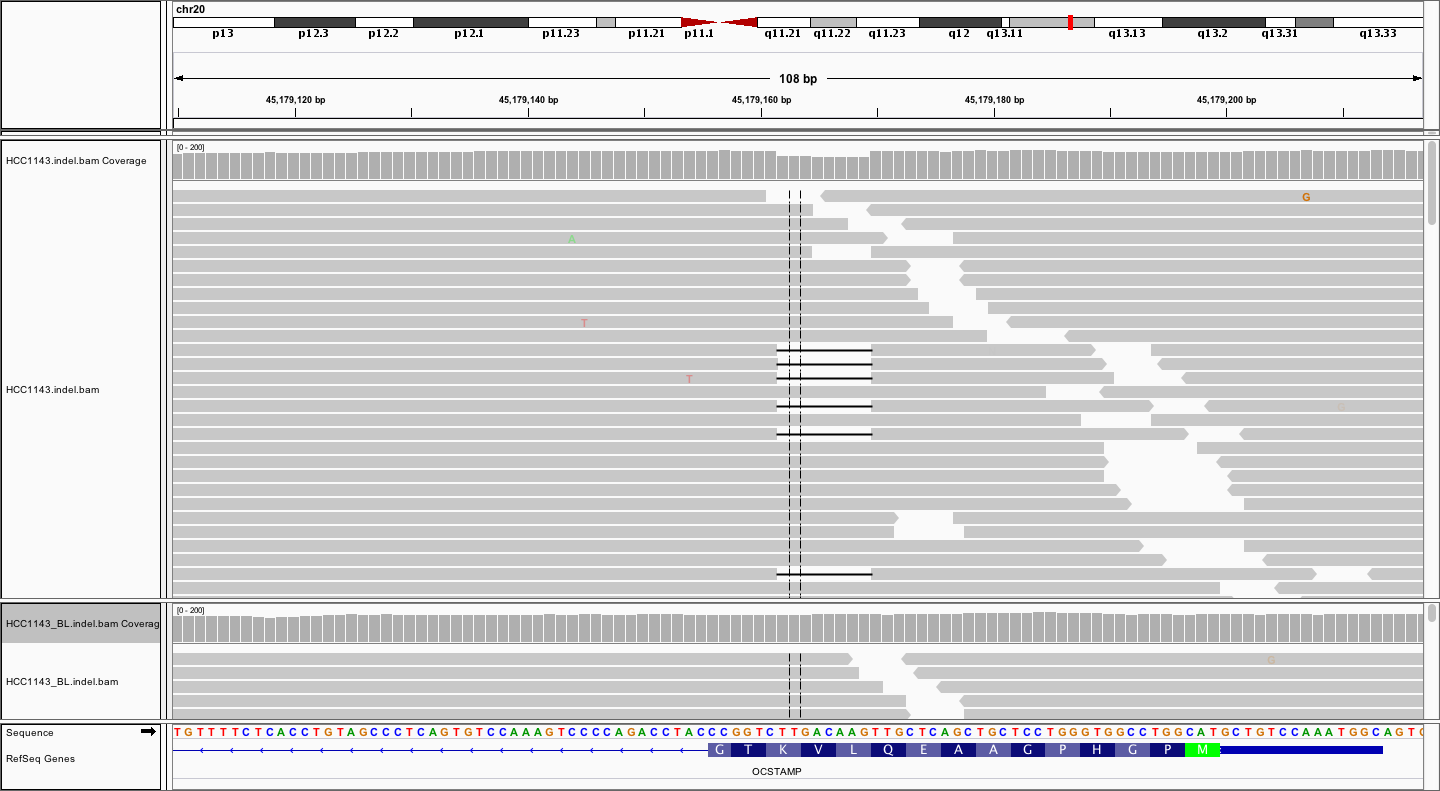 chr20
p13 p12.3 p12.2 p12.1 p11.23 p11.21 p11.1 q11.21 q11.22 q11.23 q12 q13.11 q13.13 q13.2 q13.31 q13.33
108 bp
45,179,120 bp 45,179,140 bp 45,179,160 bp 45,179,180 bp 45,179,200 bp
[0 - 200]
HCC1143.indel.bam Coverage
G
A
T
T
HCC1143.indel.bam
C
[0 - 200]
HCC1143_BL.indel.bam Coverag
G
HCC1143_BL.indel.bam
Sequence
TGTTTTCTCACCTGTAGCCCTCAGTGTCCAAAGTCCCCAGACCTACCCGGTCTTGACAAGTTGCTCAGCTGCTCCTGGGTGGCCTGGCATGCTGTCCAAATGGCAGTG
RefSeq Genes
G T K V L Q E A A G P H G P M
OCSTAMP